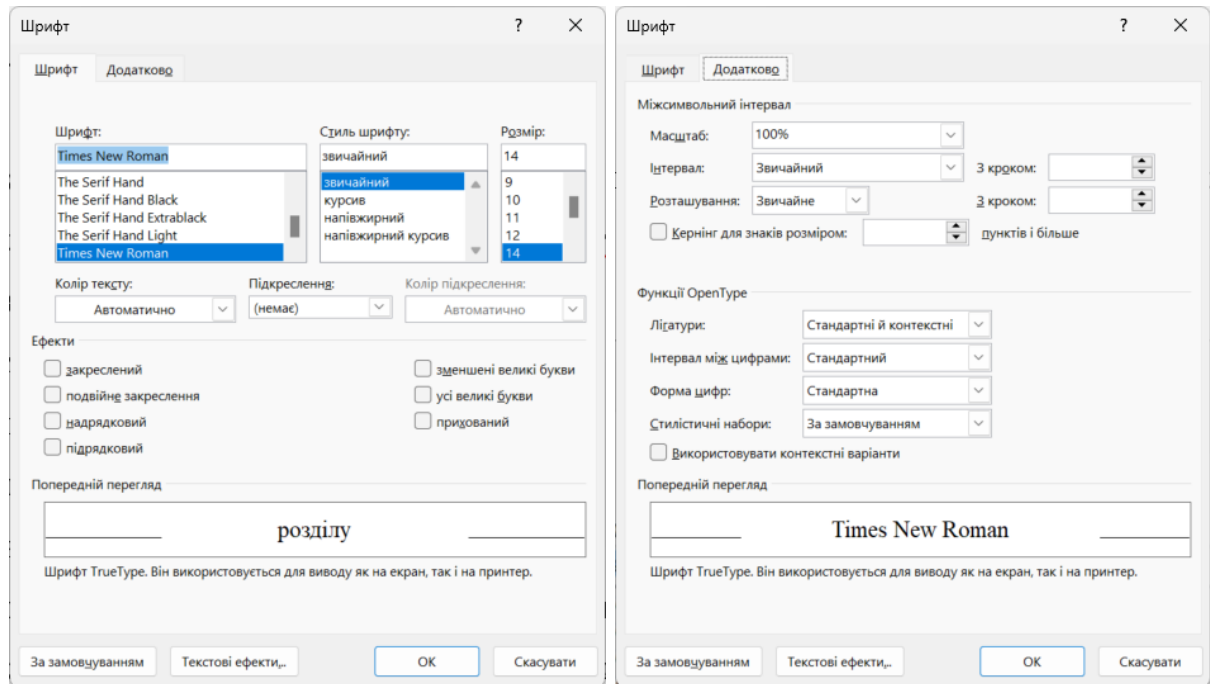 Шрифт ? ×
Шрифт Додатково
Шрифт: Стиль шрифту: Розмір:
Times New Roman звичайний 14
The Serif Hand звичайний 9
The Serif Hand Black курсив 10
The Serif Hand Extrablack напівжирний 11
The Serif Hand Light напівжирний курсив 12
Times New Roman 14
Колір тексту: Підкреслення: Колір підкреслення:
Автоматично (немає) Автоматично
Ефекти
закреслений зменшені великі букви
подвійне закреслення усі великі букви
надрядковий прихований
підрядковий
Попередній перегляд
розділу
Шрифт TrueType. Він використовується для виводу як на екран, так і на принтер.
За замовчуванням Текстові ефекти... ОК Скасувати
Шрифт ? ×
Шрифт Додатково
Міжсимвольний інтервал
Масштаб: 100%
Інтервал: Звичайний З кроком:
Розташування: Звичайне З кроком:
Кернінг для знаків розміром: пунктів і більше
Функції OpenType
Лігатури: Стандартні й контекстні
Інтервал між цифрами: Стандартний
Форма цифр: Стандартна
Стилістичні набори: За замовчуванням
Використовувати контекстні варіанти
Попередній перегляд
Times New Roman
Шрифт TrueType. Він використовується для виводу як на екран, так і на принтер.
За замовчуванням Текстові ефекти... ОК Скасувати